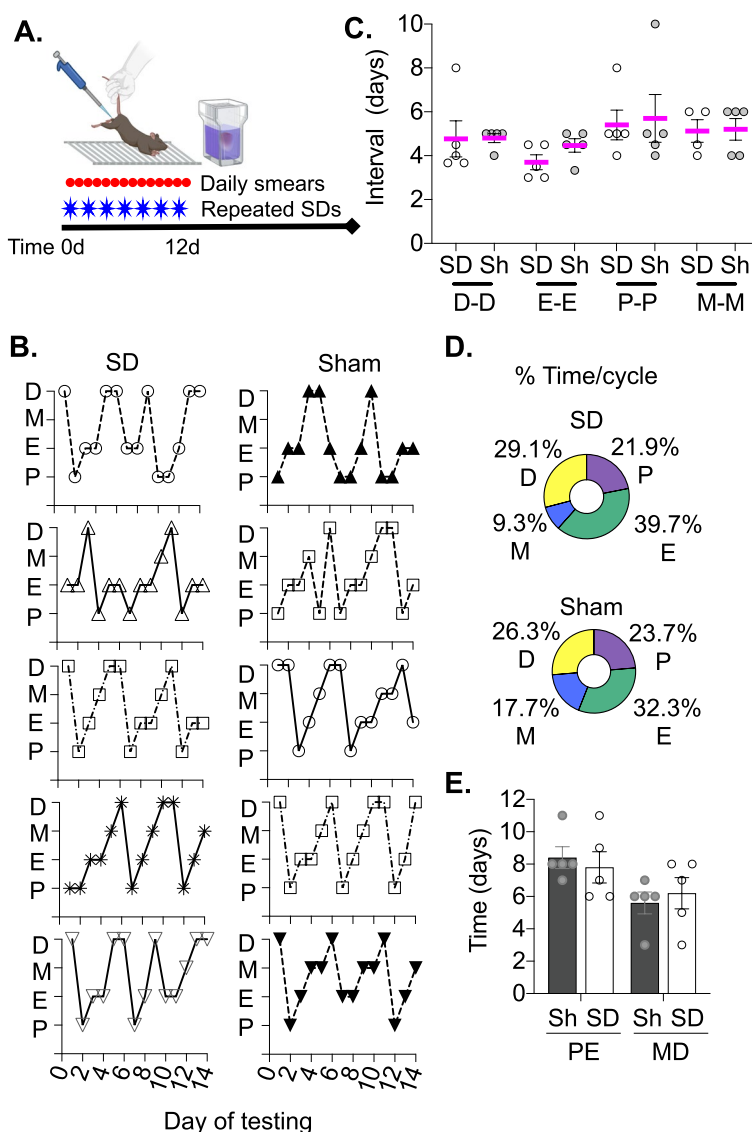 A.
Daily smears
Repeated SDs
Time 0d 12d
B.
SD Sham
D
M
E
P
D
M
E
P
D
M
E
P
D
M
E
P
D
M
E
P
D
M
E
P
D
M
E
P
D
M
E
P
D
M
E
P
D
M
E
P
0 2 4 6 8 10 12 14
0 2 4 6 8 10 12 14
Day of testing
C.
Interval (days)
10
8
6
4
2
0
SD Sh SD Sh SD Sh SD Sh
D-D E-E P-P M-M
D.
% Time/cycle
SD
29.1% 21.9%
D P
9.3% 39.7%
M E
Sham
26.3% 23.7%
D P
17.7% 32.3%
M E
E.
Time (days)
12
10
8
6
4
2
0
Sh SD Sh SD
PE MD